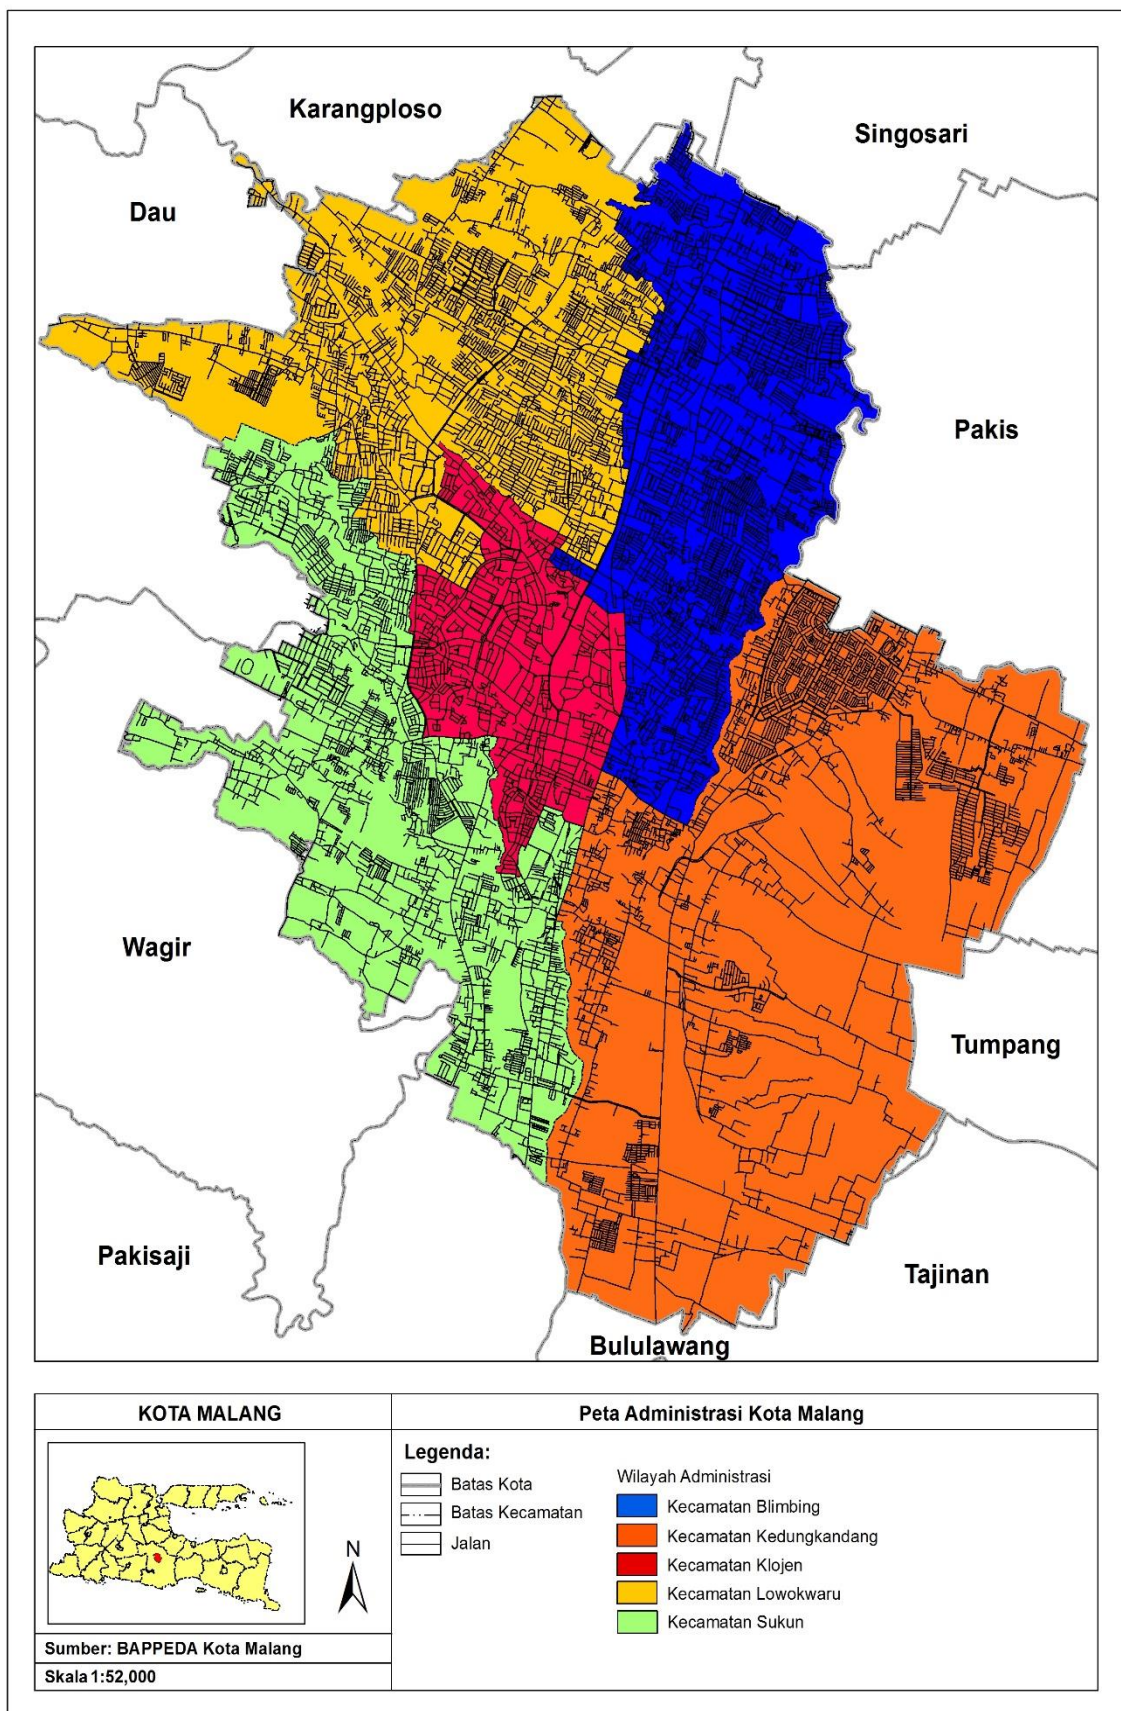 Karangploso
Singosari
Dau
Pakis
Wagir
Tumpang
Pakisaji
Tajinan
Bululawang
KOTA MALANG
Peta Administrasi Kota Malang
Legenda:
Batas Kota
Batas Kecamatan
Jalan
Wilayah Administrasi
Kecamatan Blimbing
Kecamatan Kedungkandang
Kecamatan Klojen
Kecamatan Lowokwaru
Kecamatan Sukun
N
Sumber: BAPPEDA Kota Malang
Skala 1:52,000